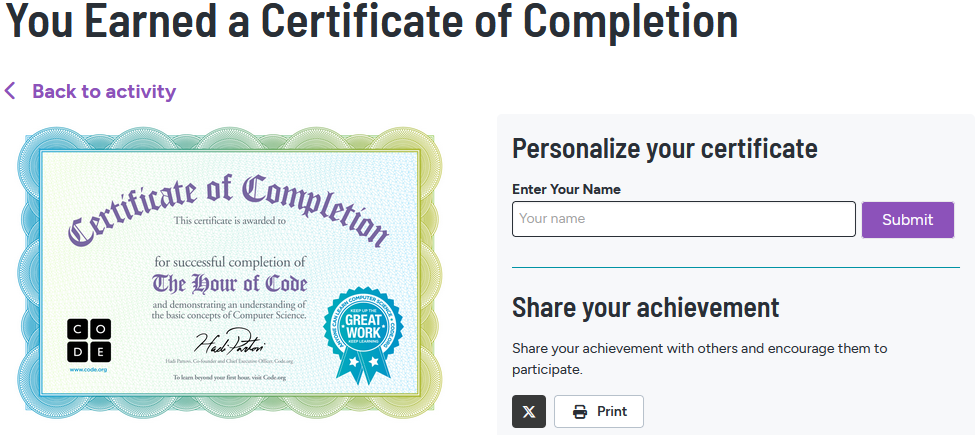 You Earned a Certificate of Completion
Back to activity
Certificate of Completion
This certificate is awarded to
for successful completion of
The Hour of Code
and demonstrating an understanding of
the basic concepts of Computer Science.
Hadi Partovi
Hadi Partovi, Co-founder and Chief Executive Officer, Code.org
To learn beyond your first hour, visit Code.org
CO
DE
www.code.org
ANYONE CAN LEARN COMPUTER SCIENCE
KEEP UP THE
GREAT
WORK
KEEP LEARNING
Personalize your certificate
Enter Your Name
Your name
Submit
Share your achievement
Share your achievement with others and encourage them to
participate.
X
Print